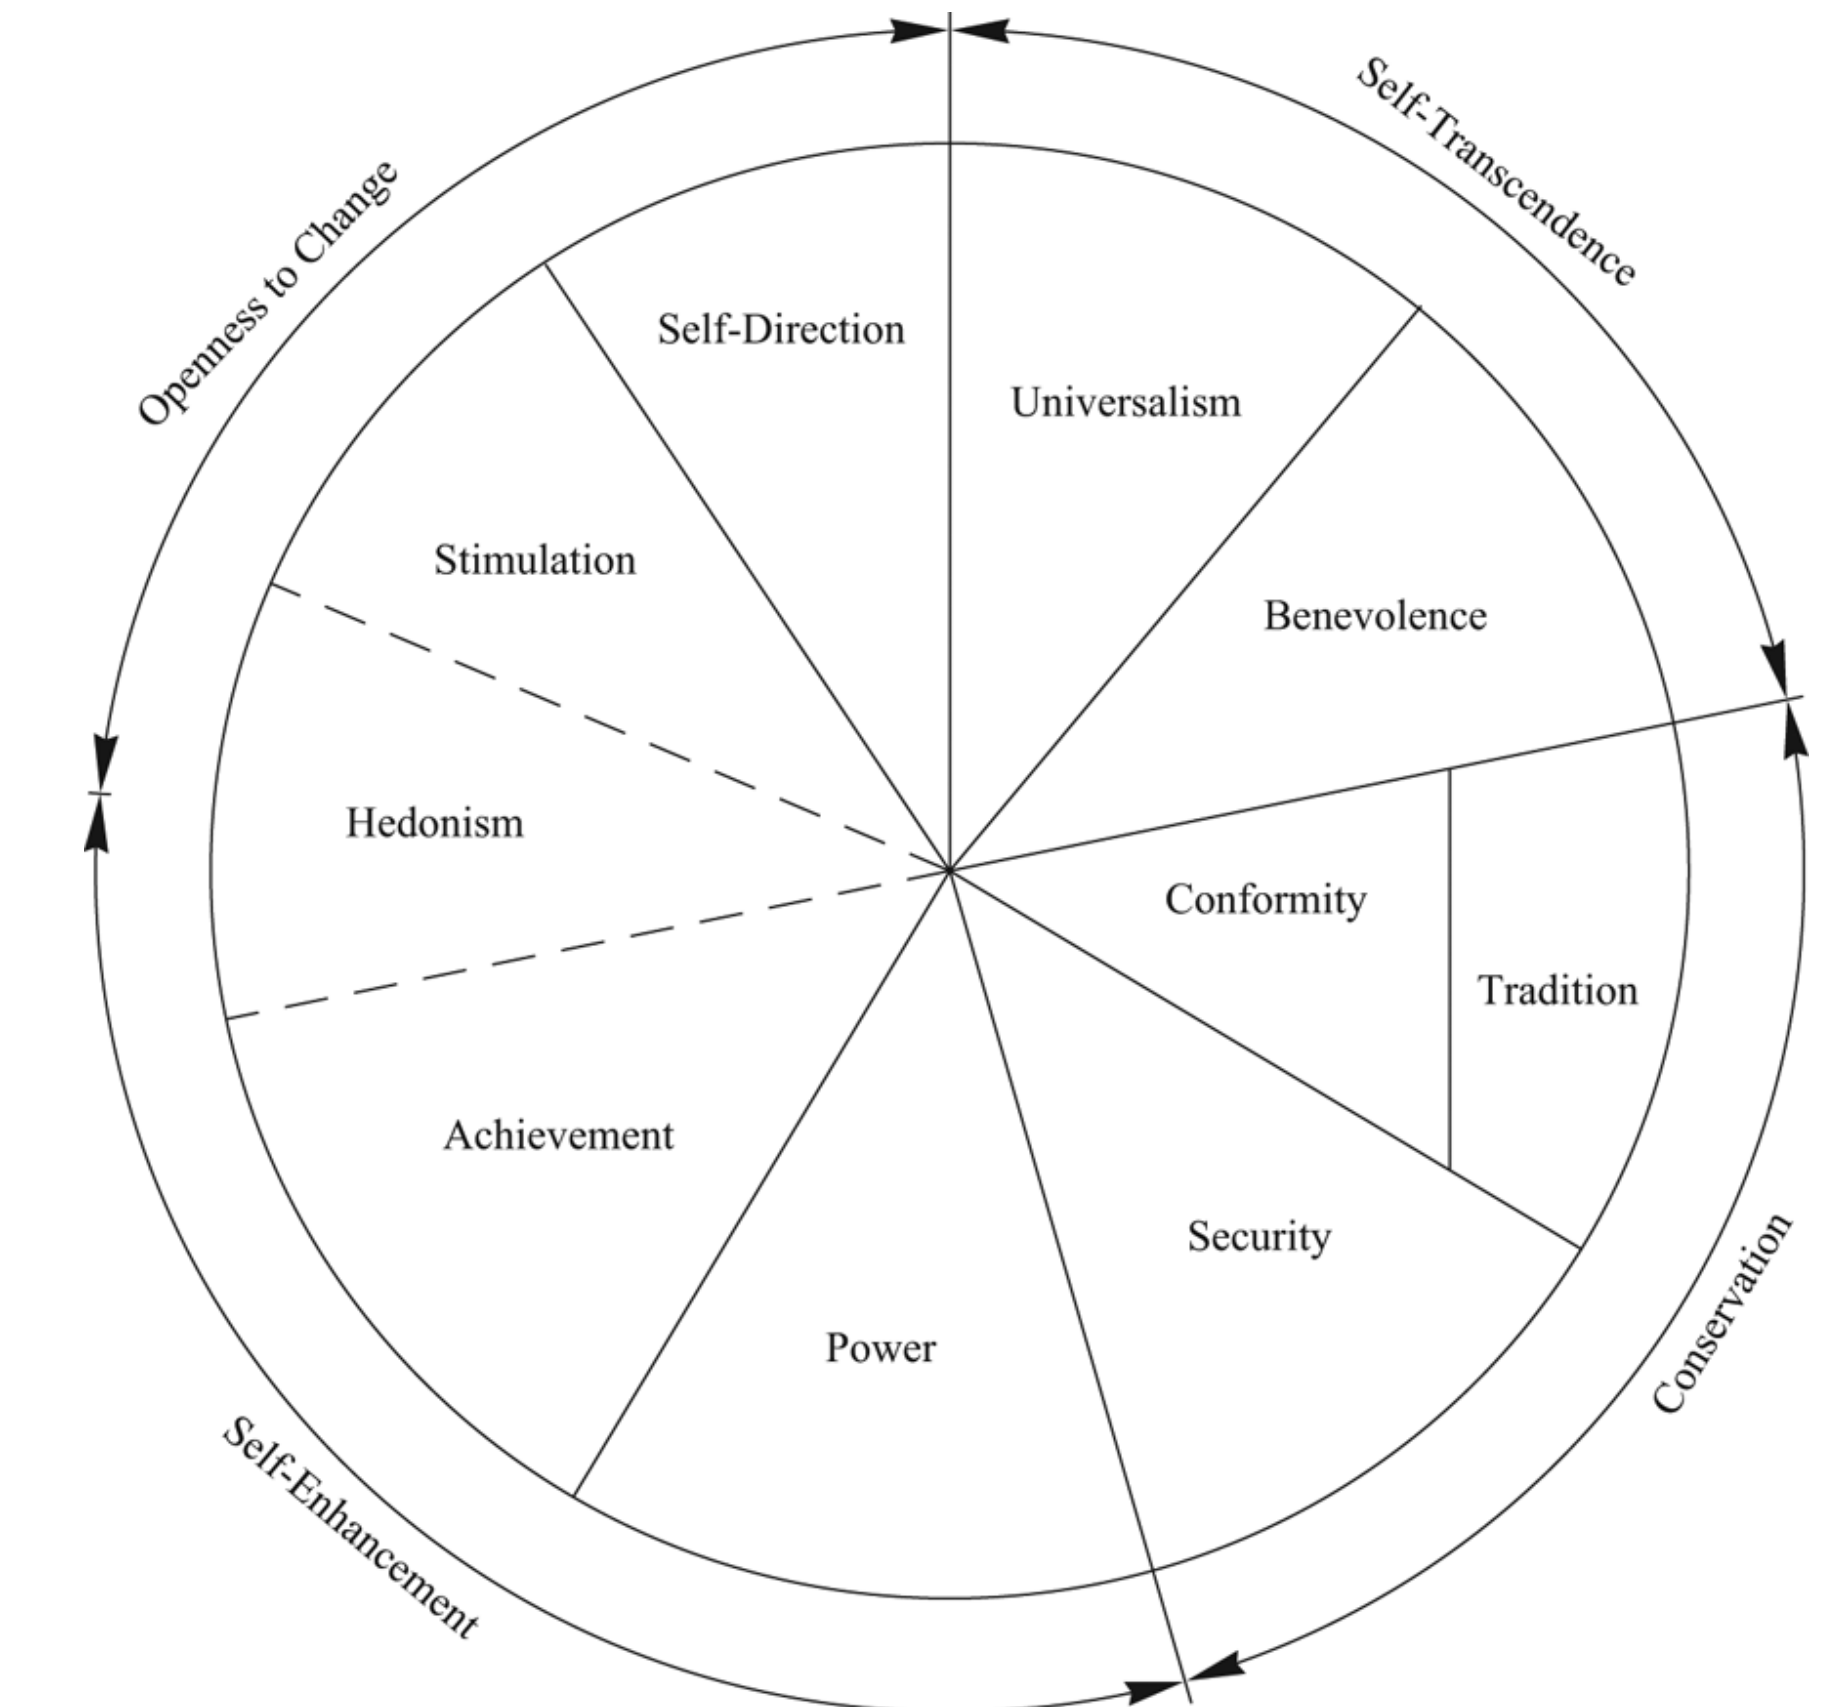 Self-Transcendence
Openness to Change
Self-Direction
Universalism
Stimulation
Benevolence
Hedonism
Conformity
Tradition
Achievement
Security
Power
Conservation
Self-Enhancement